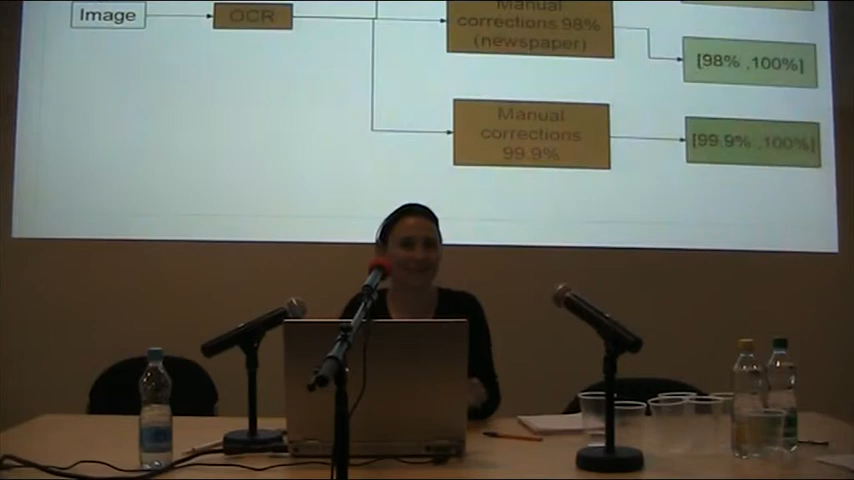 Image
OCR
Manual
corrections 98%
(newspaper)
[98% ,100%]
Manual
corrections
99.9%
[99.9% ,100%]